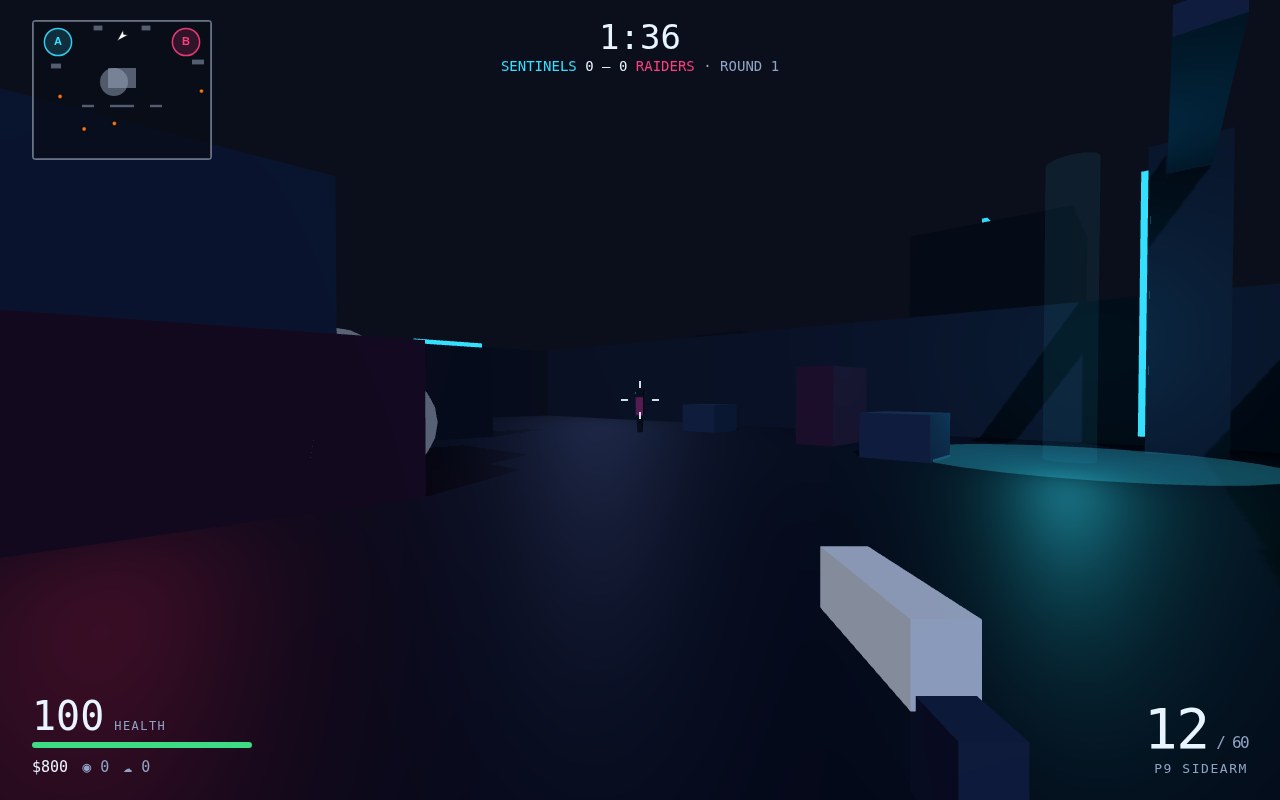 A
B
1:36
SENTINELS 0 — 0 RAIDERS · ROUND 1
100 HEALTH
$800 ◉ 0 ☁ 0
12 / 60
P9 SIDEARM